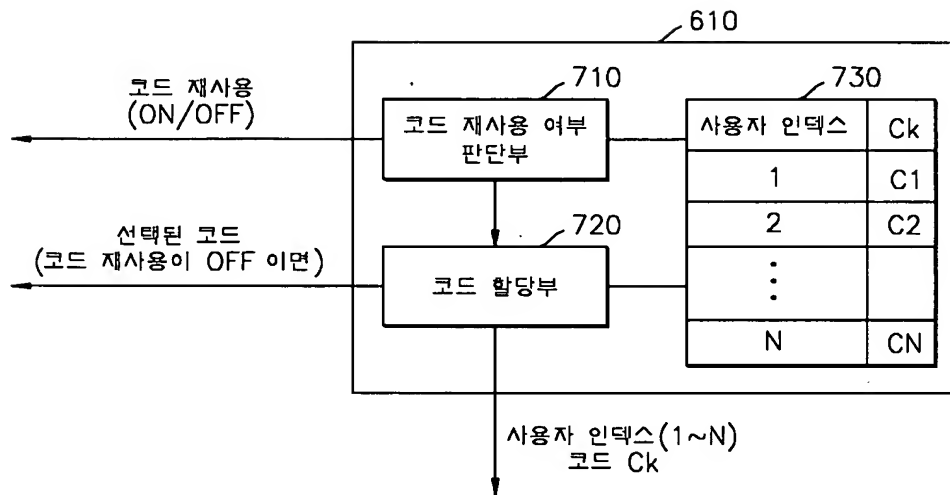 610
코드 재사용
(ON/OFF)
710
코드 재사용 여부
판단부
730
사용자 인덱스 Ck
1 C1
2 C2
⋮
N CN
선택된 코드
(코드 재사용이 OFF 이면)
720
코드 할당부
사용자 인덱스(1~N)
코드 Ck